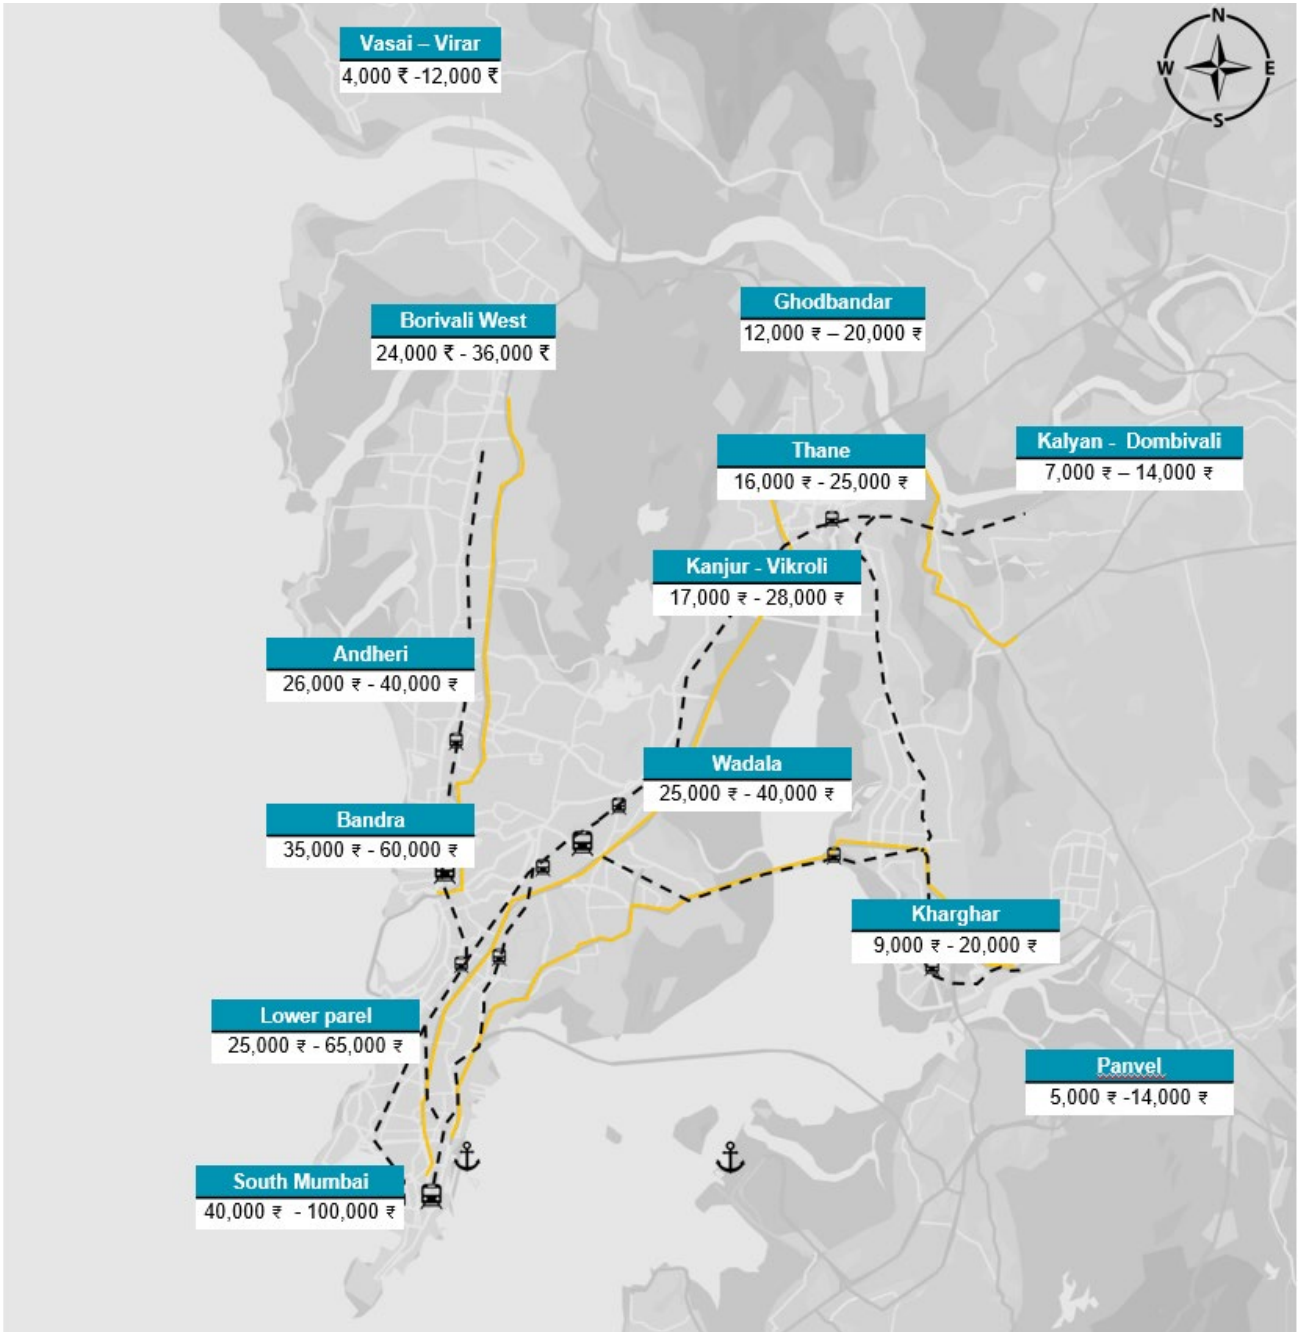 N
W
E
S
Vasai – Virar
4,000 ₹ -12,000 ₹
Ghodbandar
12,000 ₹ – 20,000 ₹
Borivali West
24,000 ₹ - 36,000 ₹
Kalyan - Dombivali
7,000 ₹ – 14,000 ₹
Thane
16,000 ₹ - 25,000 ₹
Kanjur - Vikroli
17,000 ₹ - 28,000 ₹
Andheri
26,000 ₹ - 40,000 ₹
Wadala
25,000 ₹ - 40,000 ₹
Bandra
35,000 ₹ - 60,000 ₹
Kharghar
9,000 ₹ - 20,000 ₹
Lower parel
25,000 ₹ - 65,000 ₹
Panvel
5,000 ₹ -14,000 ₹
South Mumbai
40,000 ₹ - 100,000 ₹